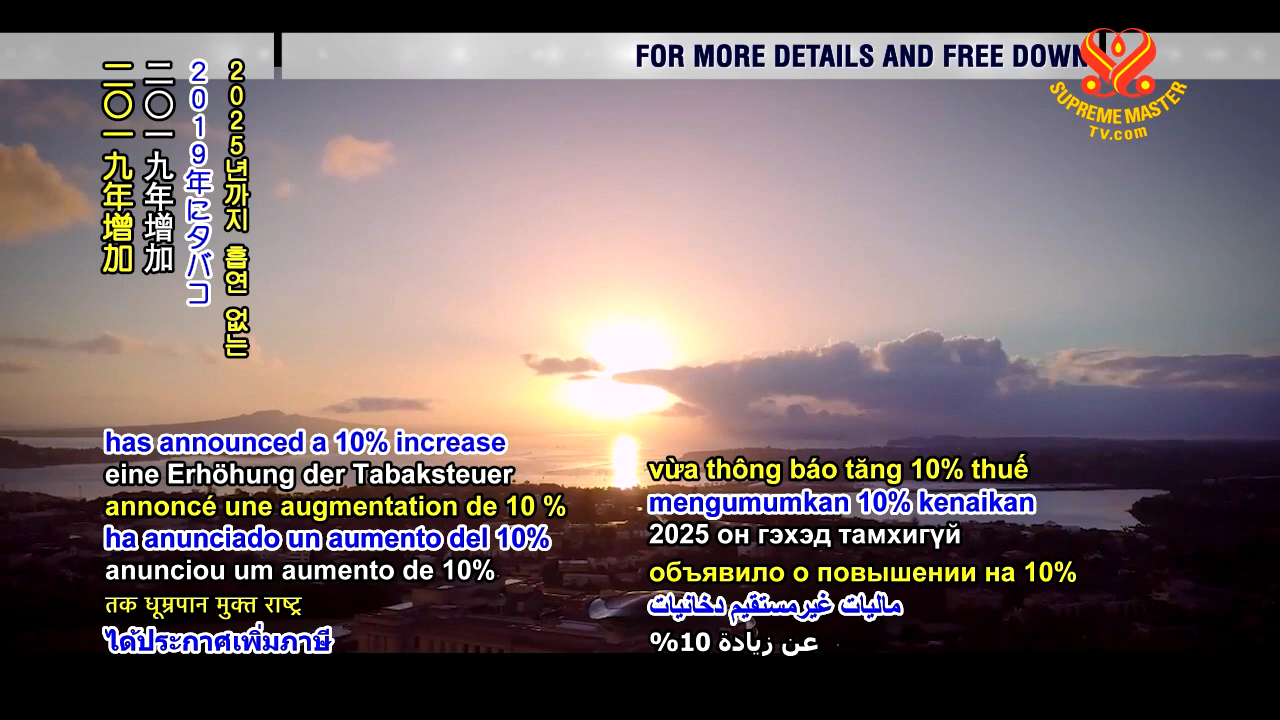 FOR MORE DETAILS AND FREE DOWN
SUPREME MASTER
TV.com
二〇一九年增加
二〇一九年增加
2019年にタバコ
2025년까지 흡연 없는
has announced a 10% increase
eine Erhöhung der Tabaksteuer
annoncé une augmentation de 10 %
ha anunciado un aumento del 10%
anunciou um aumento de 10%
तक धूम्रपान मुक्त राष्ट्र
ได้ประกาศเพิ่มภาษี
vừa thông báo tăng 10% thuế
mengumumkan 10% kenaikan
2025 он гэхэд тамхигүй
объявило о повышении на 10%
مالیات غیرمستقیم دخانیات
عن زيادة 10%